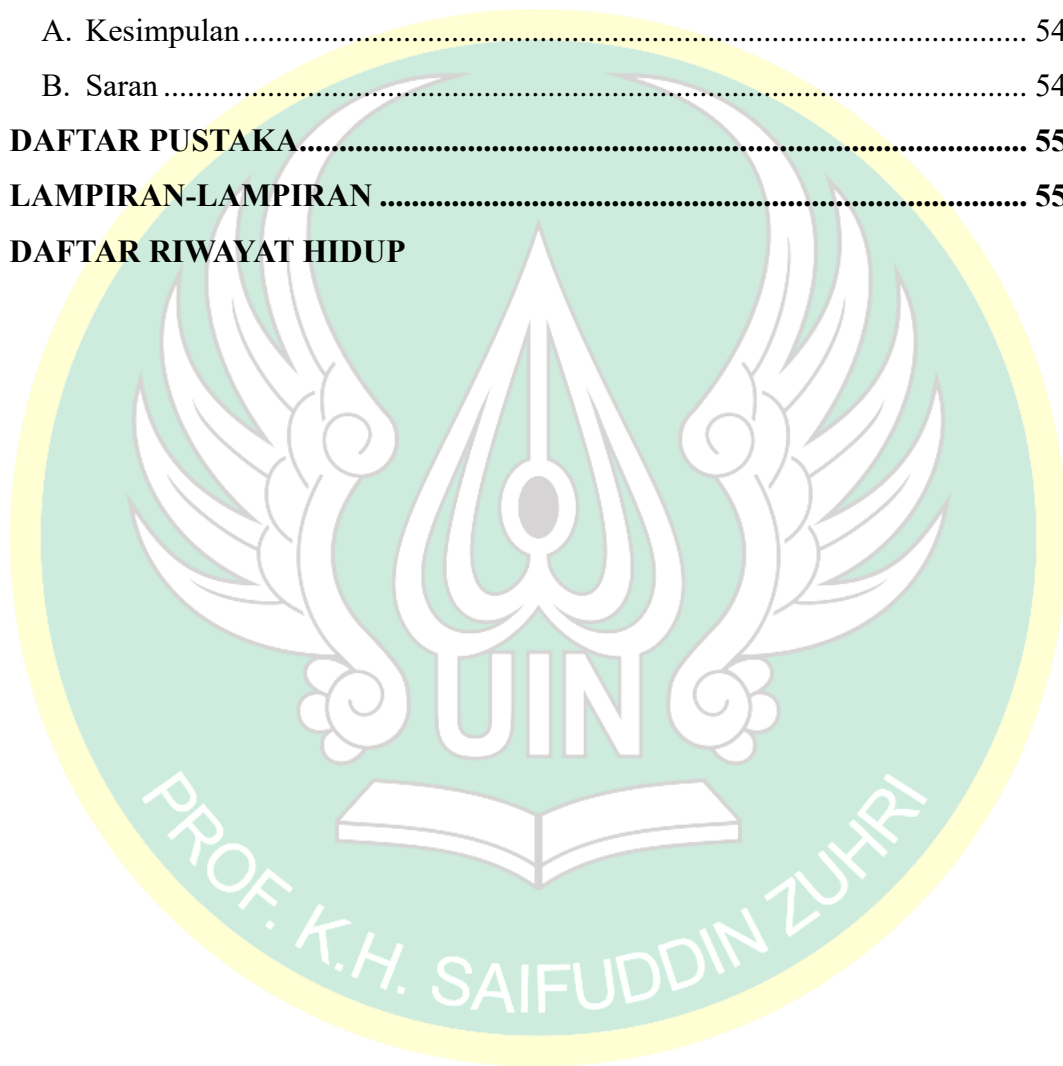 A. Kesimpulan.................................................................................................. 54
B. Saran ............................................................................................................ 54
DAFTAR PUSTAKA........................................................................................... 55
LAMPIRAN-LAMPIRAN ................................................................................. 55
DAFTAR RIWAYAT HIDUP
UIN
PROF. K.H. SAIFUDDIN ZUHRI